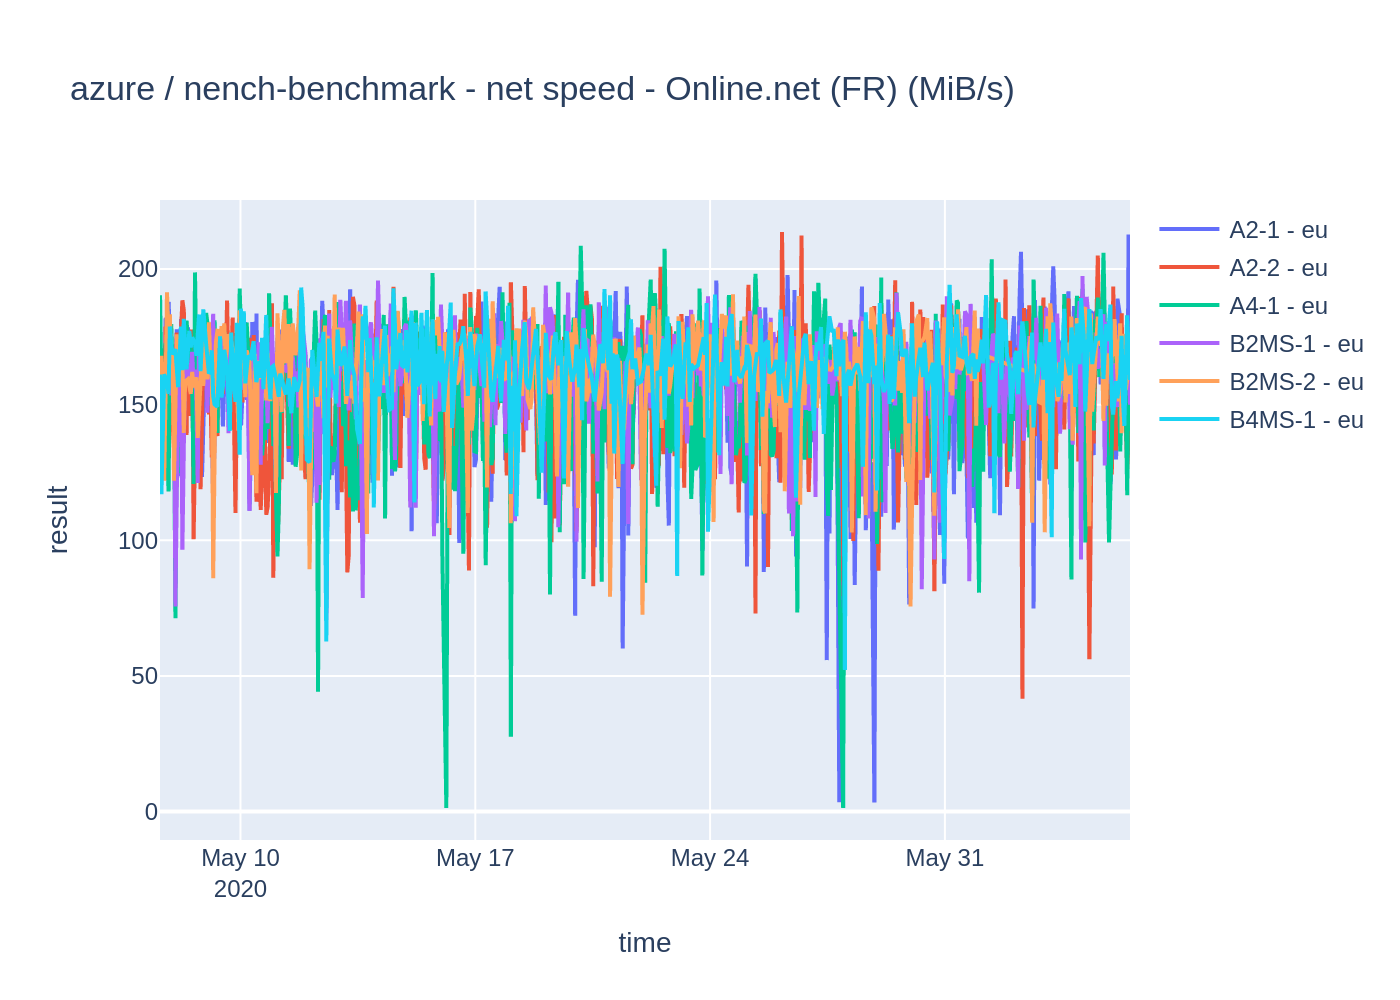 azure / nench-benchmark - net speed - Online.net (FR) (MiB/s)
A2-1 - eu
A2-2 - eu
A4-1 - eu
B2MS-1 - eu
B2MS-2 - eu
B4MS-1 - eu
200
150
100
50
0
result
May 10
2020
May 17
May 24
May 31
time